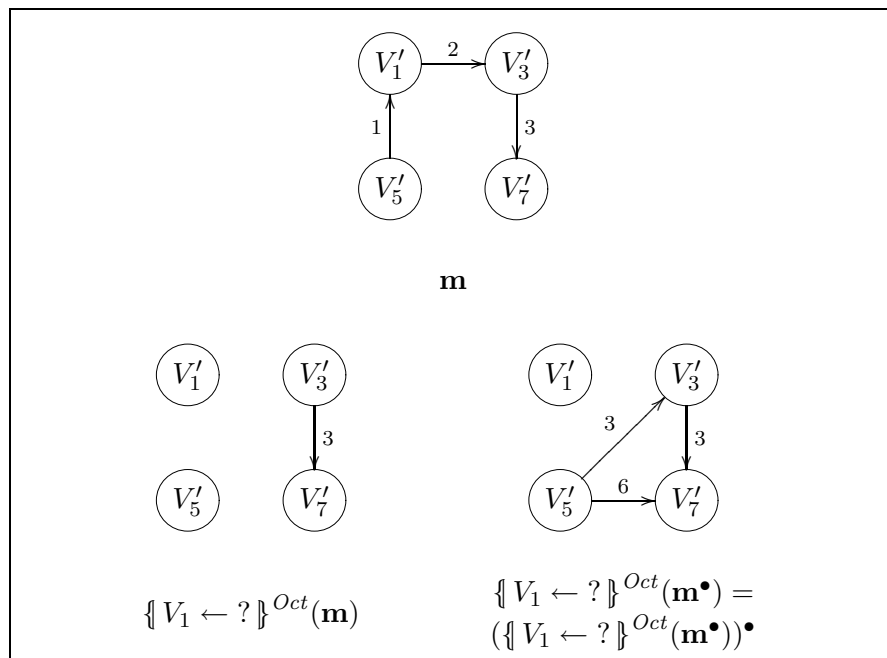 V′₁ 2 V′₃
1 3
V′₅ V′₇
m
V′₁ V′₃ V′₁ V′₃
3 3 3
V′₅ V′₇ V′₅ 6 V′₇
⦃ V₁ ← ? ⦄^Oct (m) ⦃ V₁ ← ? ⦄^Oct (m•) =
(⦃ V₁ ← ? ⦄^Oct (m•))•